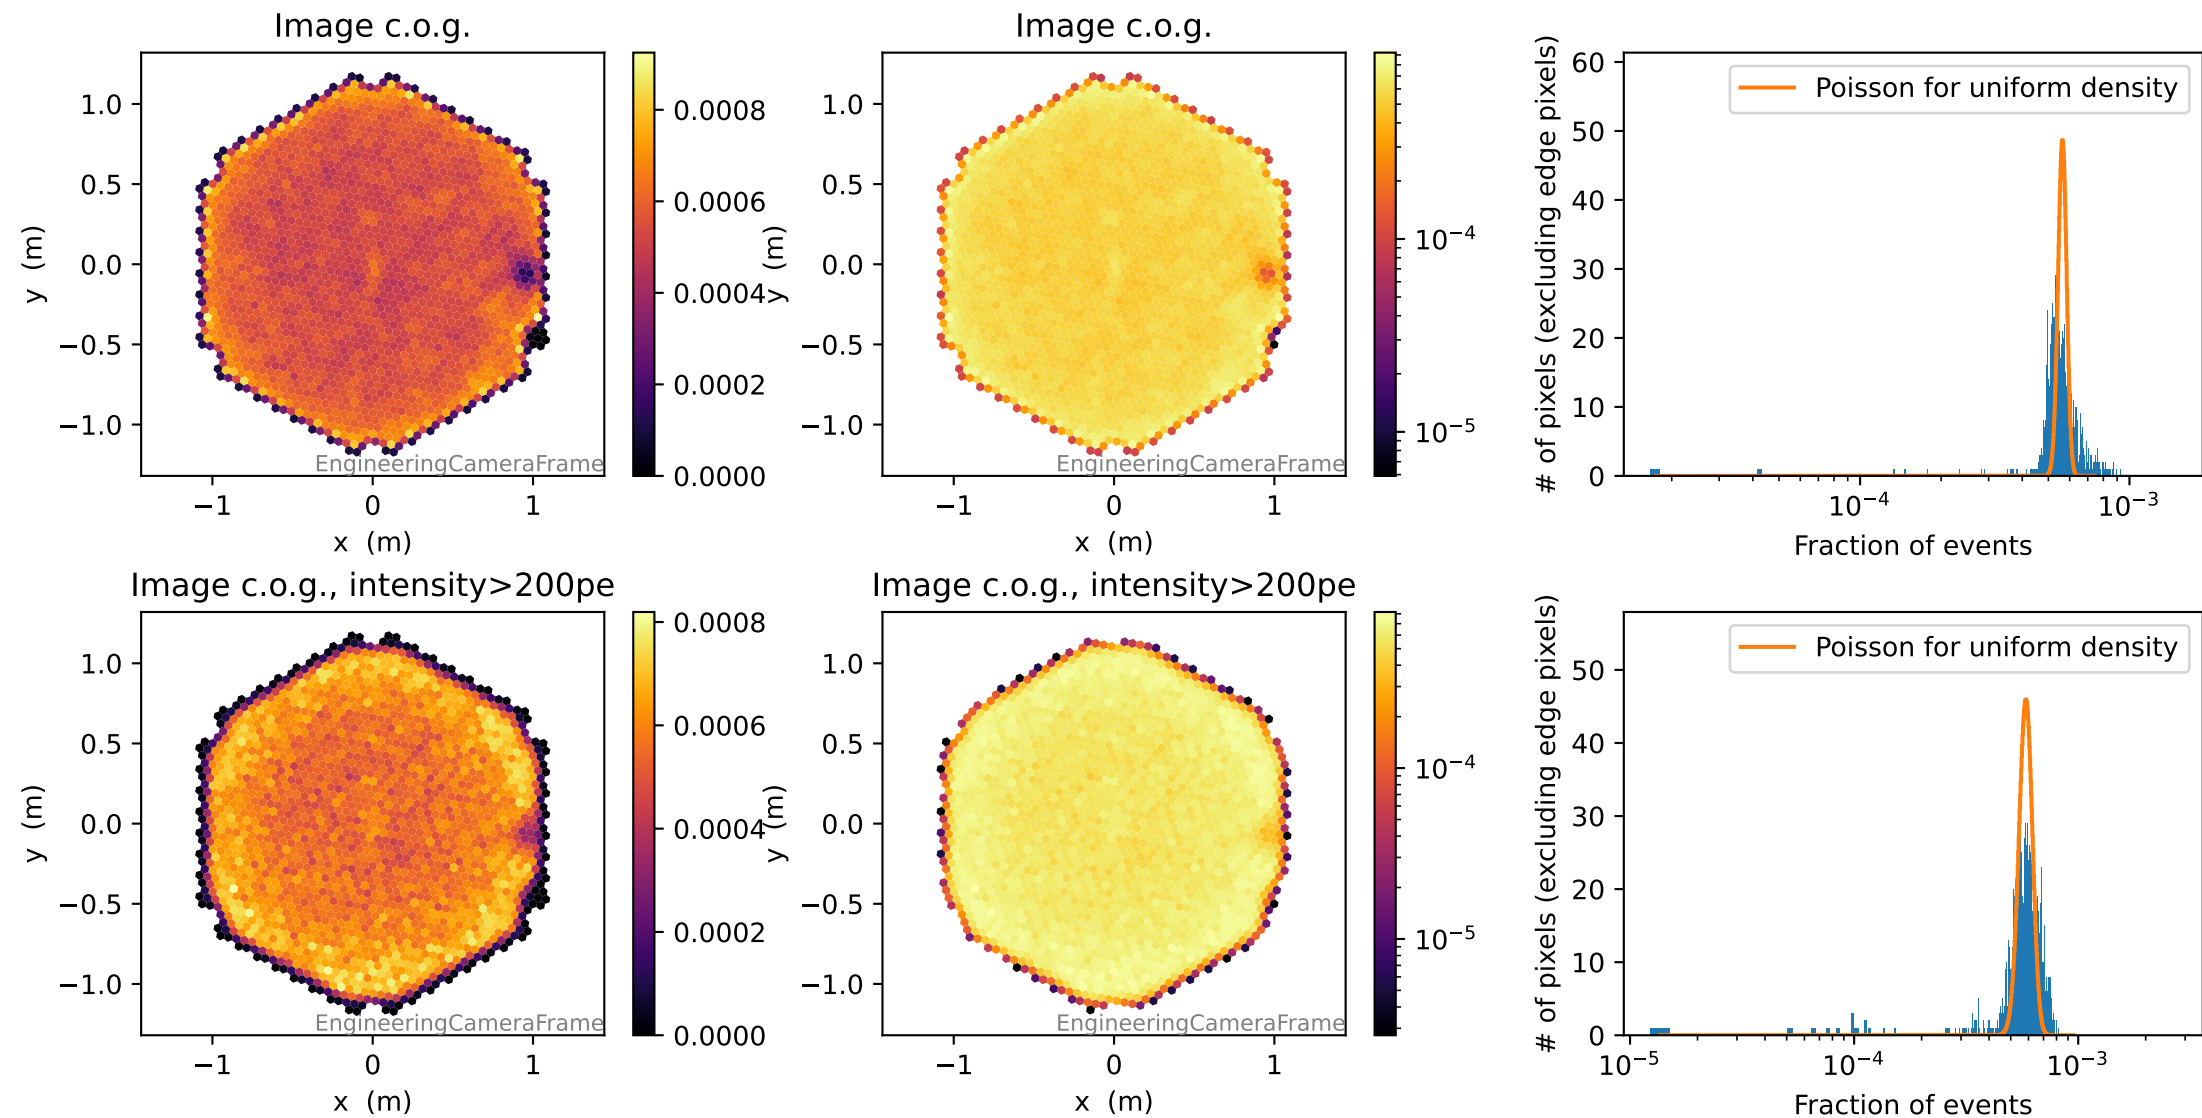 Image c.o.g.
y (m)
1.0
0.5
0.0
−0.5
−1.0
EngineeringCameraFrame
−1 0 1
x (m)
0.0008
0.0006
0.0004
0.0002
0.0000
Image c.o.g.
y (m)
1.0
0.5
0.0
−0.5
−1.0
EngineeringCameraFrame
−1 0 1
x (m)
10⁻⁴
10⁻⁵
# of pixels (excluding edge pixels)
60
50
40
30
20
10
0
Poisson for uniform density
10⁻⁴ 10⁻³
Fraction of events
Image c.o.g., intensity>200pe
y (m)
1.0
0.5
0.0
−0.5
−1.0
EngineeringCameraFrame
−1 0 1
x (m)
0.0008
0.0006
0.0004
0.0002
0.0000
Image c.o.g., intensity>200pe
y (m)
1.0
0.5
0.0
−0.5
−1.0
EngineeringCameraFrame
−1 0 1
x (m)
10⁻⁴
10⁻⁵
# of pixels (excluding edge pixels)
50
40
30
20
10
0
Poisson for uniform density
10⁻⁵ 10⁻⁴ 10⁻³
Fraction of events